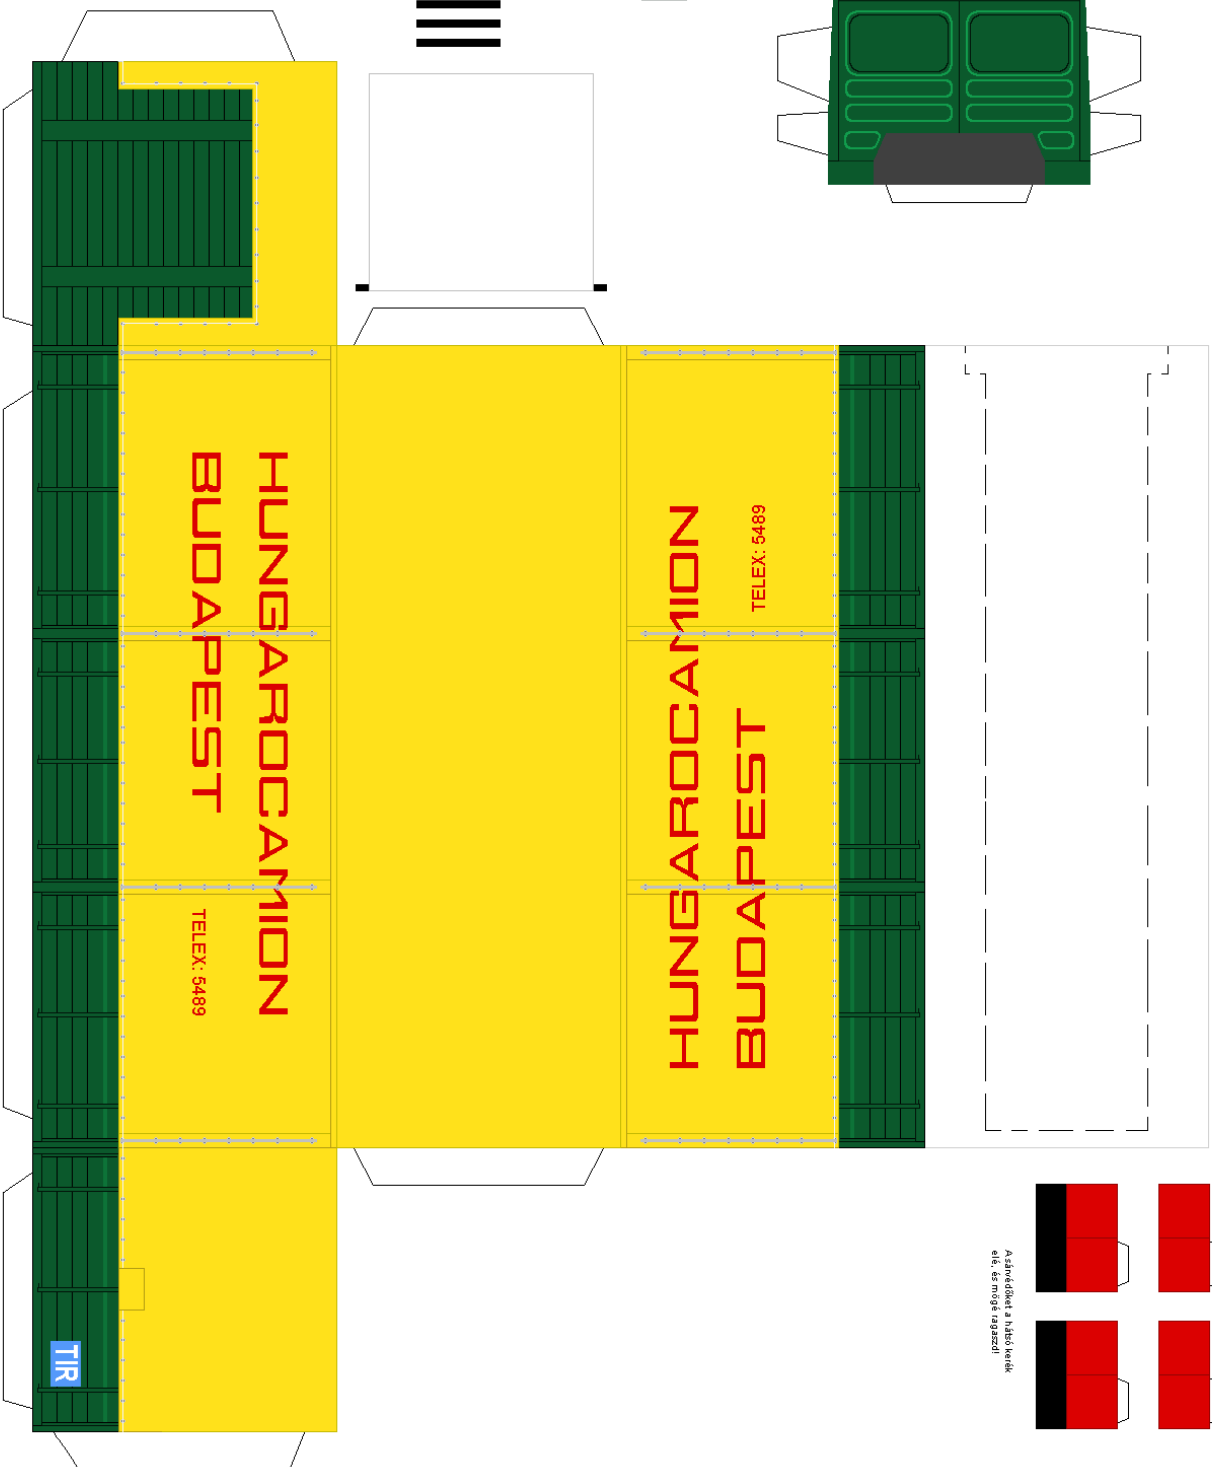 HUNGAROCAMION
BUDAPEST
TELEX: 5489
HUNGAROCAMION
BUDAPEST
TELEX: 5489
TIR
A sárvédőket a hátsó kerék
elé, és mögé ragaszd!